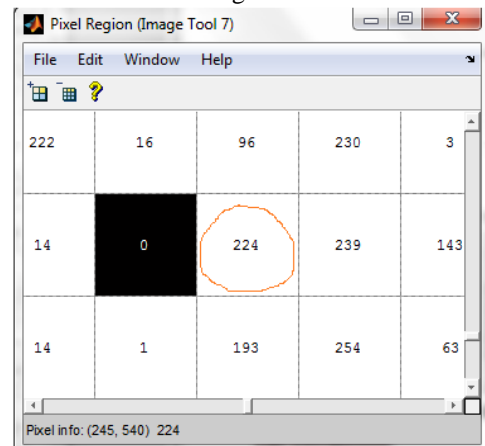 Pixel Region (Image Tool 7)
File Edit Window Help
222 16 96 230 3
14 0 224 239 143
14 1 193 254 63
Pixel info: (245, 540) 224